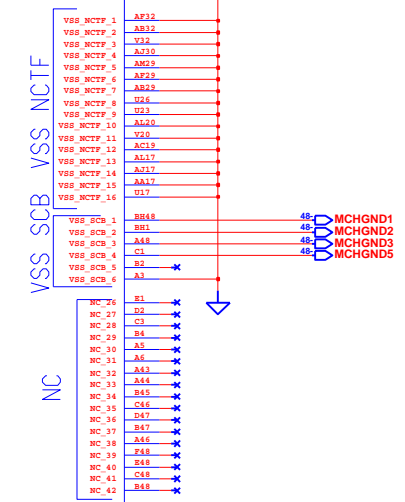 VSS NCTF
VSS_NCTF_1 AF32
VSS_NCTF_2 AB32
VSS_NCTF_3 V32
VSS_NCTF_4 AJ30
VSS_NCTF_5 AM29
VSS_NCTF_6 AF29
VSS_NCTF_7 AB29
VSS_NCTF_8 U26
VSS_NCTF_9 U23
VSS_NCTF_10 AL20
VSS_NCTF_11 V20
VSS_NCTF_12 AC19
VSS_NCTF_13 AL17
VSS_NCTF_14 AJ17
VSS_NCTF_15 AA17
VSS_NCTF_16 U17
VSS SCB
VSS_SCB_1 BH48 48- MCHGND1
VSS_SCB_2 BH1 48- MCHGND2
VSS_SCB_3 A48 48- MCHGND3
VSS_SCB_4 C1 48- MCHGND5
VSS_SCB_5 B2
VSS_SCB_6 A3
NC
NC_26 E1
NC_27 D2
NC_28 C3
NC_29 B4
NC_30 A5
NC_31 A6
NC_32 A43
NC_33 A44
NC_34 B45
NC_35 C46
NC_36 D47
NC_37 B47
NC_38 A46
NC_39 F48
NC_40 E48
NC_41 C48
NC_42 B48